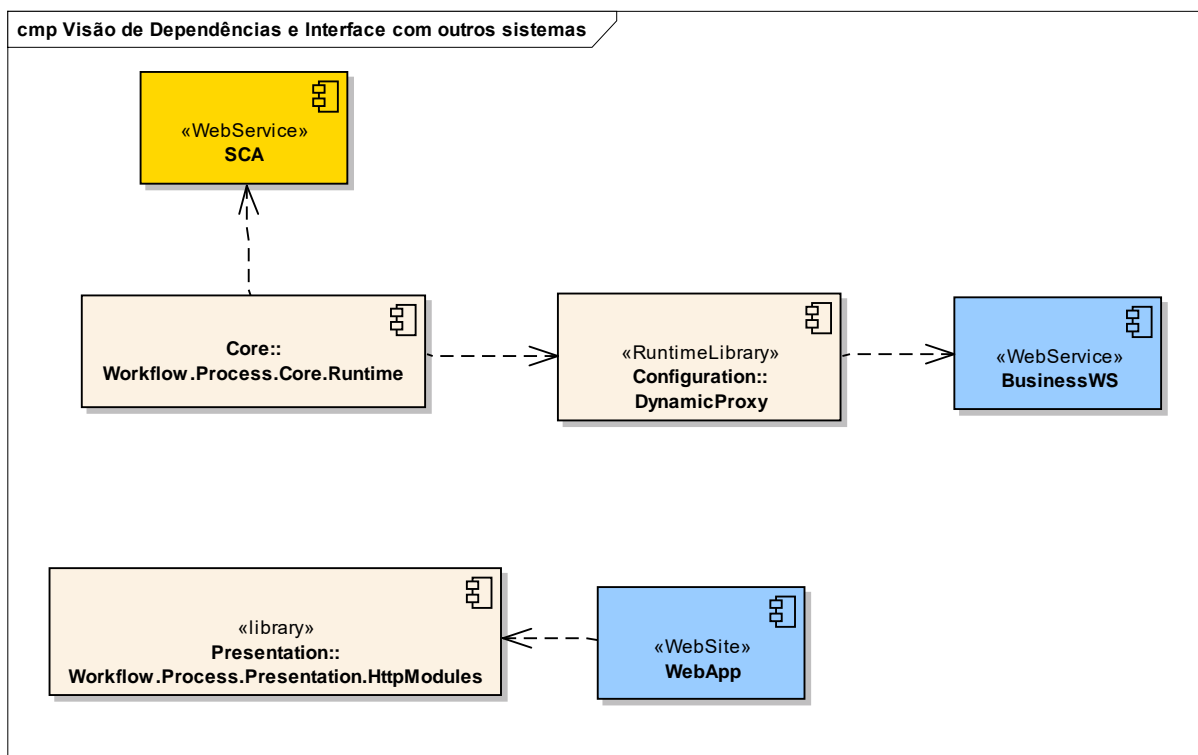 cmp Visão de Dependências e Interface com outros sistemas
«WebService»
SCA
Core::
Workflow.Process.Core.Runtime
«RuntimeLibrary»
Configuration::
DynamicProxy
«WebService»
BusinessWS
«library»
Presentation::
Workflow.Process.Presentation.HttpModules
«WebSite»
WebApp